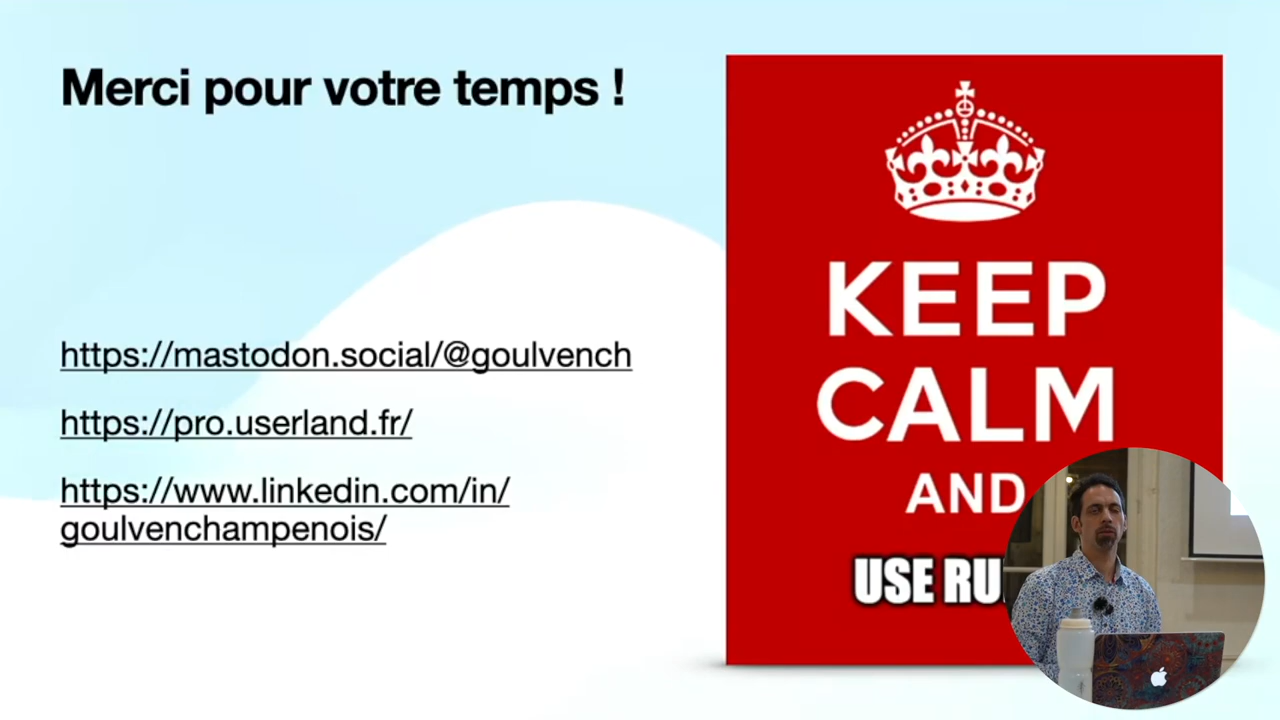 Merci pour votre temps !
https://mastodon.social/@goulvench
https://pro.userland.fr/
https://www.linkedin.com/in/
goulvenchampenois/
KEEP
CALM
AND
USE